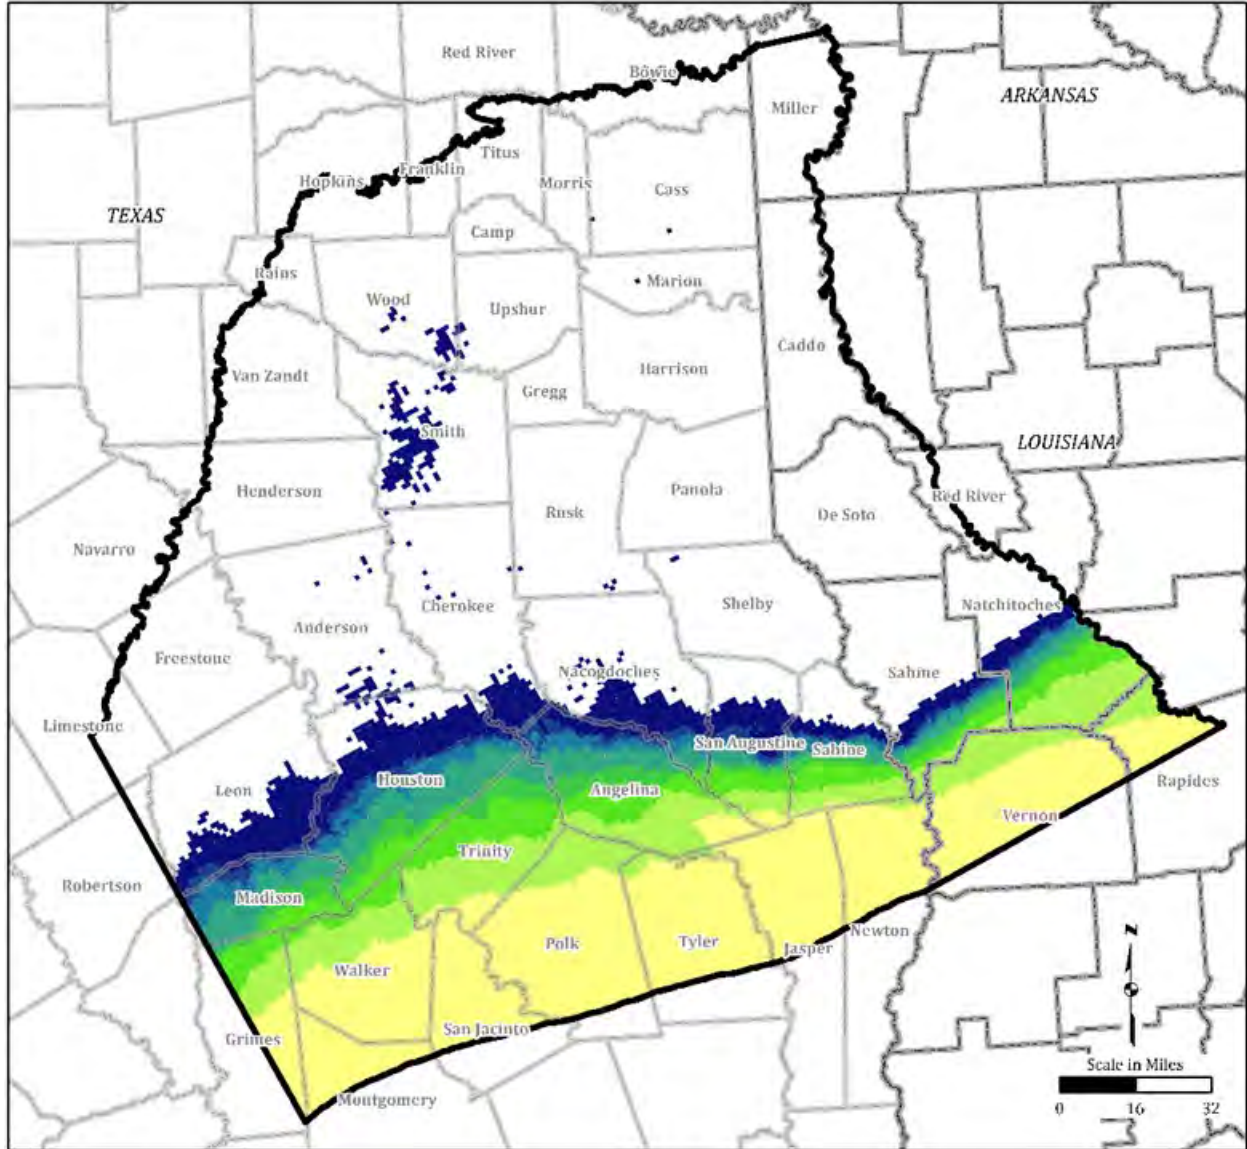 Red River
Bowie
ARKANSAS
Miller
Titus
Franklin
Hopkins
Morris
Cass
TEXAS
Camp
Rains
Marion
Wood
Upshur
Caddo
Van Zandt
Harrison
Gregg
Smith
LOUISIANA
Henderson
Panola
Red River
Rusk
De Soto
Navarro
Shelby
Natchitoches
Cherokee
Anderson
Freestone
Nacogdoches
Sabine
Limestone
San Augustine
Sabine
Houston
Leon
Angelina
Rapides
Vernon
Trinity
Robertson
Madison
N
Newton
Polk
Tyler
Jasper
Walker
San Jacinto
Grimes
Scale in Miles
Montgomery
0 16 32